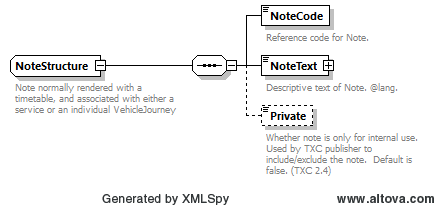 NoteCode
Reference code for Note.
NoteStructure
Note normally rendered with a
timetable, and associated with either a
service or an individual VehicleJourney
NoteText
Descriptive text of Note. @lang.
Private
Whether note is only for internal use.
Used by TXC publisher to
include/exclude the note.  Default is
false. (TXC 2.4)
Generated by XMLSpy
www.altova.com